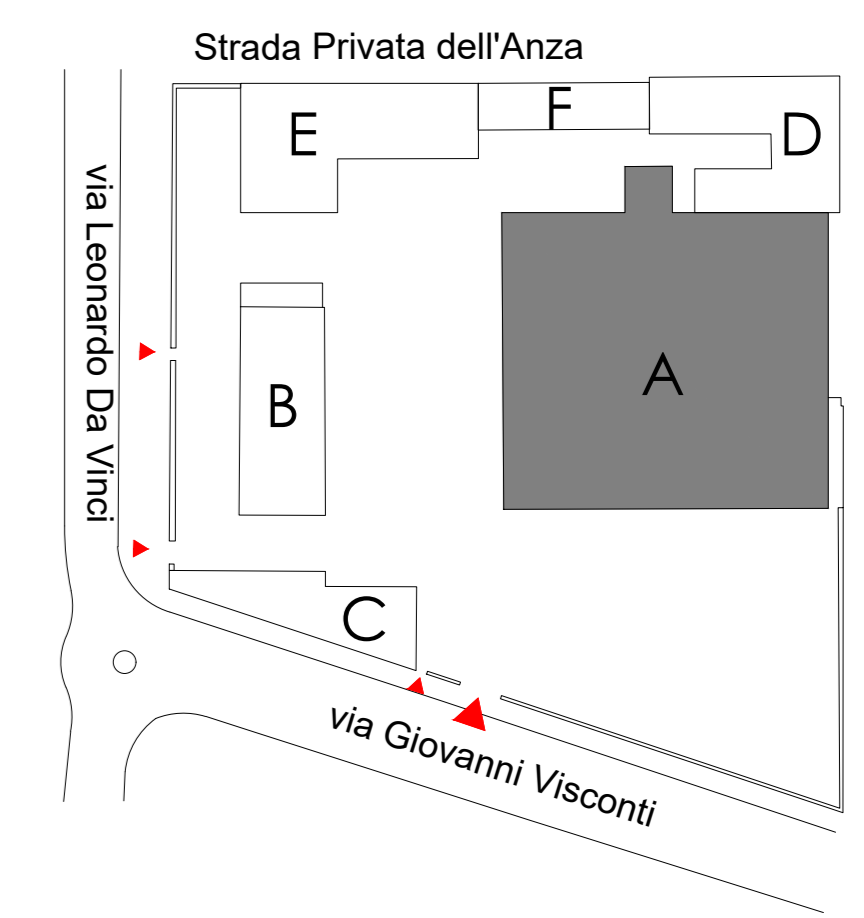 Strada Privata dell'Anza
E
F
D
via Leonardo Da Vinci
A
B
C
via Giovanni Visconti